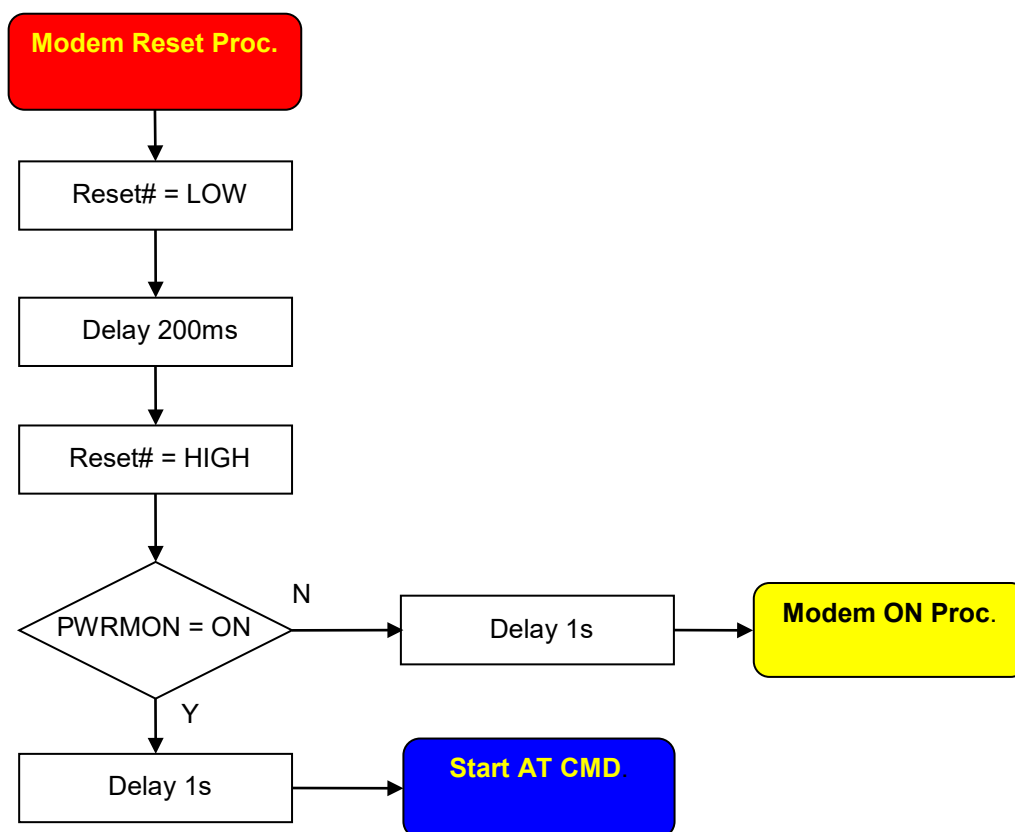 Modem Reset Proc.
Reset# = LOW
Delay 200ms
Reset# = HIGH
PWRMON = ON
N
Delay 1s
Modem ON Proc.
Y
Delay 1s
Start AT CMD.